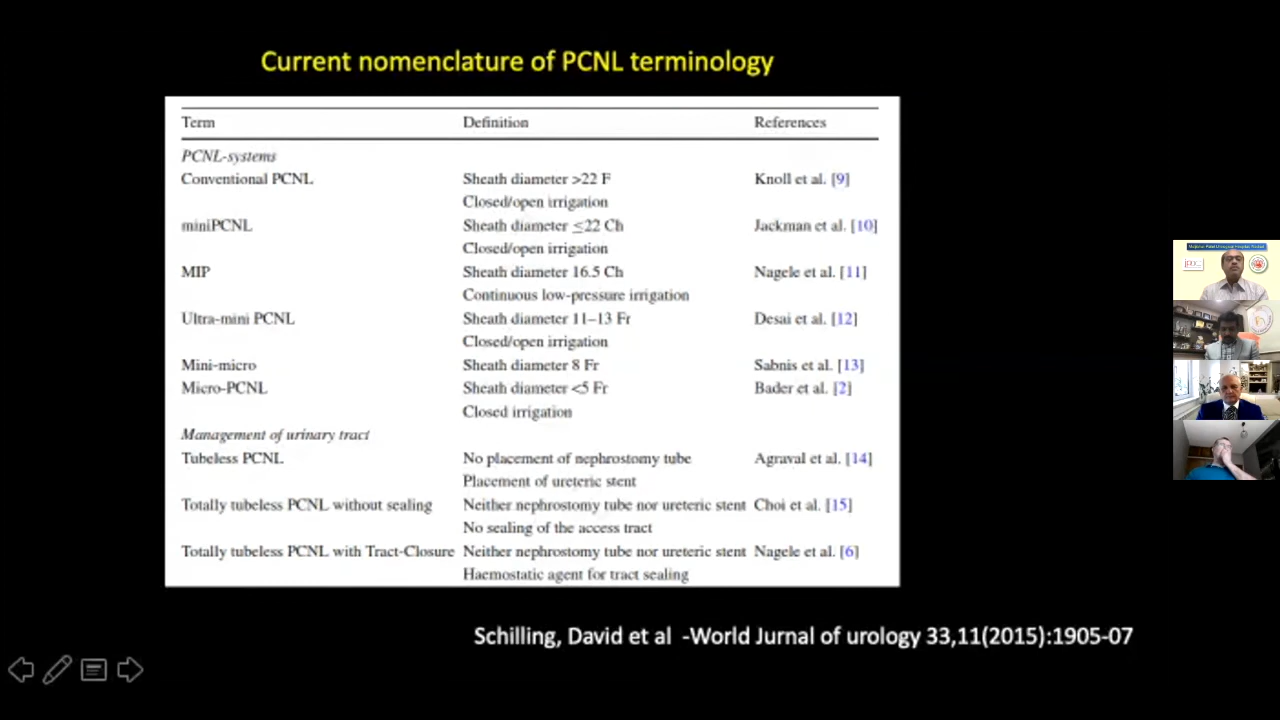 Current nomenclature of PCNL terminology
Term Definition References
PCNL-systems
Conventional PCNL Sheath diameter >22 F Knoll et al. [9]
Closed/open irrigation
miniPCNL Sheath diameter ≤22 Ch Jackman et al. [10]
Closed/open irrigation
MIP Sheath diameter 16.5 Ch Nagele et al. [11]
Continuous low-pressure irrigation
Ultra-mini PCNL Sheath diameter 11–13 Fr Desai et al. [12]
Closed/open irrigation
Mini-micro Sheath diameter 8 Fr Sabnis et al. [13]
Micro-PCNL Sheath diameter <5 Fr Bader et al. [2]
Closed irrigation
Management of urinary tract
Tubeless PCNL No placement of nephrostomy tube Agraval et al. [14]
Placement of ureteric stent
Totally tubeless PCNL without sealing Neither nephrostomy tube nor ureteric stent Choi et al. [15]
No sealing of the access tract
Totally tubeless PCNL with Tract-Closure Neither nephrostomy tube nor ureteric stent Nagele et al. [6]
Haemostatic agent for tract sealing
Schilling, David et al -World Jurnal of urology 33,11(2015):1905-07